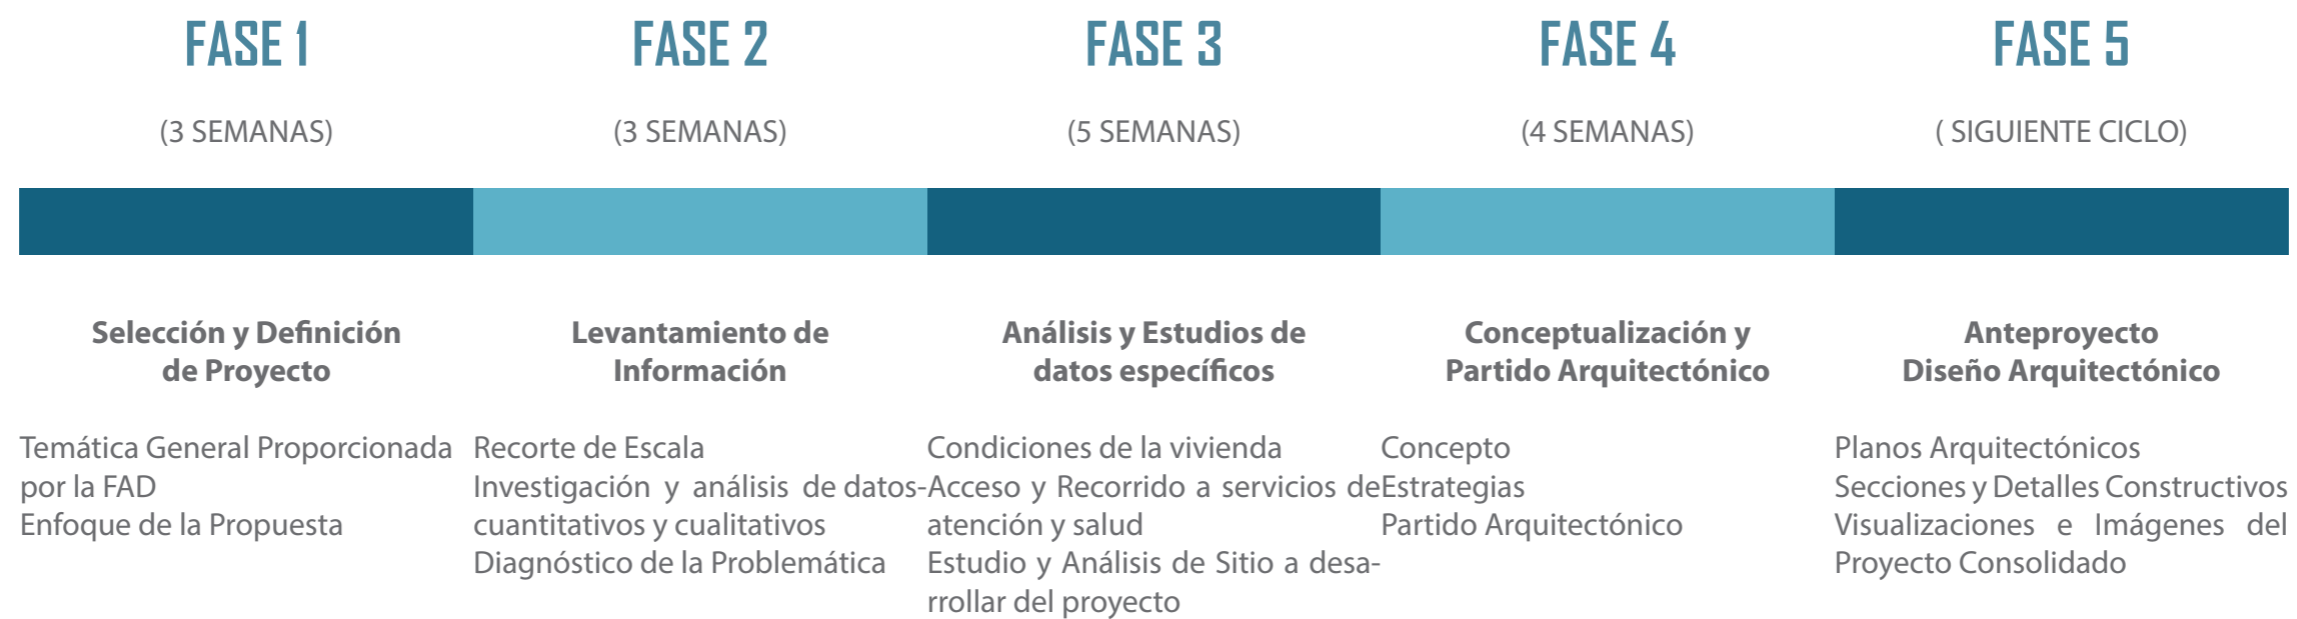 FASE 1
(3 SEMANAS)
Selección y Definición
de Proyecto
Temática General Proporcionada
por la FAD
Enfoque de la Propuesta
FASE 2
(3 SEMANAS)
Levantamiento de
Información
Recorte de Escala
Investigación y análisis de datos-
cuantitativos y cualitativos
Diagnóstico de la Problemática
FASE 3
(5 SEMANAS)
Análisis y Estudios de
datos específicos
Condiciones de la vivienda
Acceso y Recorrido a servicios de
atención y salud
Estudio y Análisis de Sitio a desa-
rrollar del proyecto
FASE 4
(4 SEMANAS)
Conceptualización y
Partido Arquitectónico
Concepto
Estrategias
Partido Arquitectónico
FASE 5
( SIGUIENTE CICLO)
Anteproyecto
Diseño Arquitectónico
Planos Arquitectónicos
Secciones y Detalles Constructivos
Visualizaciones e Imágenes del
Proyecto Consolidado